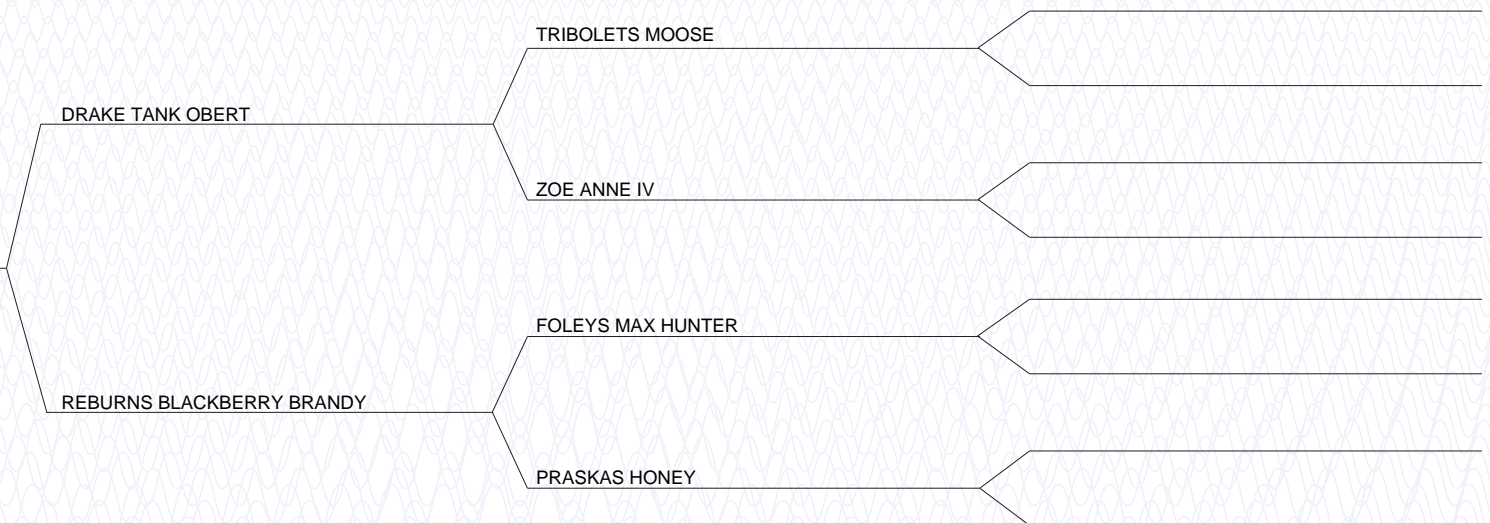 TRIBOLETS MOOSE
DRAKE TANK OBERT
ZOE ANNE IV
FOLEYS MAX HUNTER
REBURNS BLACKBERRY BRANDY
PRASKAS HONEY